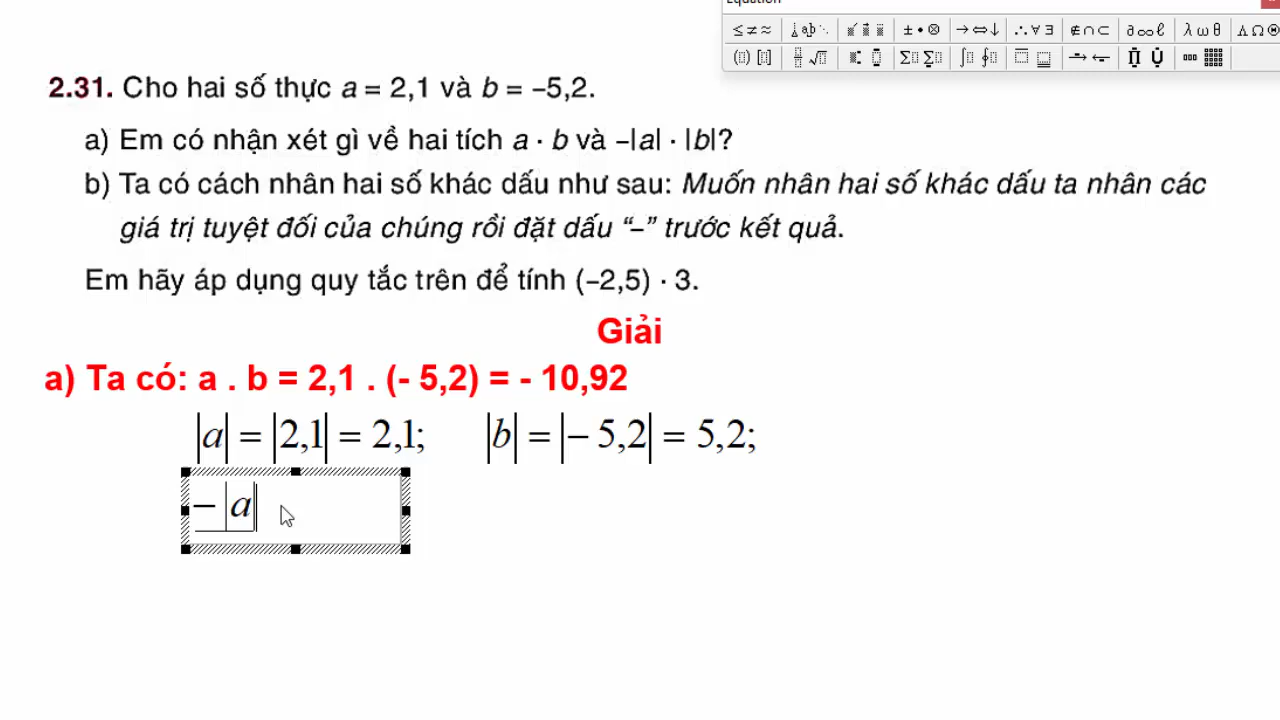 2.31. Cho hai số thực a = 2,1 và b = –5,2.
a) Em có nhận xét gì về hai tích a · b và –|a| · |b|?
b) Ta có cách nhân hai số khác dấu như sau: Muốn nhân hai số khác dấu ta nhân các
giá trị tuyệt đối của chúng rồi đặt dấu “–” trước kết quả.
Em hãy áp dụng quy tắc trên để tính (–2,5) · 3.
Giải
a) Ta có: a . b = 2,1 . (- 5,2) = - 10,92
|a| = |2,1| = 2,1; |b| = |– 5,2| = 5,2;
– |a|